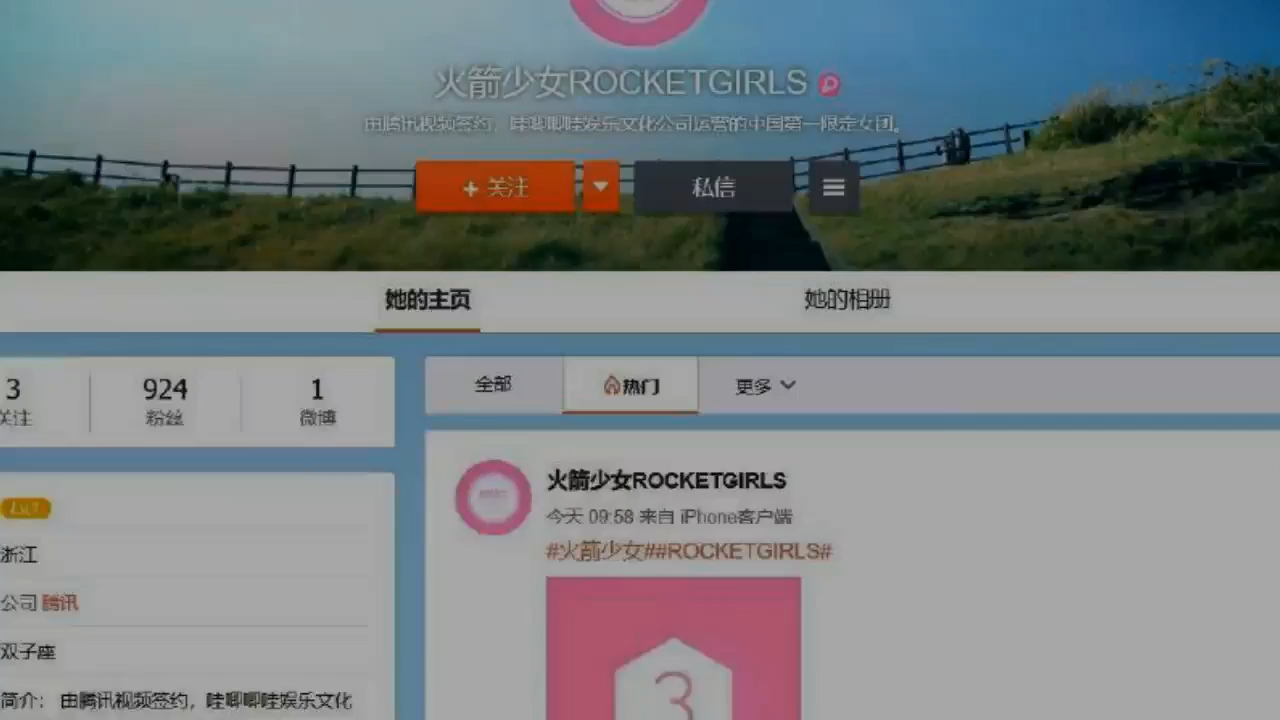 火箭少女ROCKETGIRLS
由腾讯视频签约，哇唧唧哇娱乐文化公司运营的中国第一限定女团。
+ 关注
私信
她的主页
她的相册
3
924
1
关注
粉丝
微博
全部
热门
更多
火箭少女ROCKETGIRLS
今天 09:58 来自 iPhone客户端
#火箭少女##ROCKETGIRLS#
3
浙江
公司 腾讯
双子座
简介： 由腾讯视频签约，哇唧唧哇娱乐文化